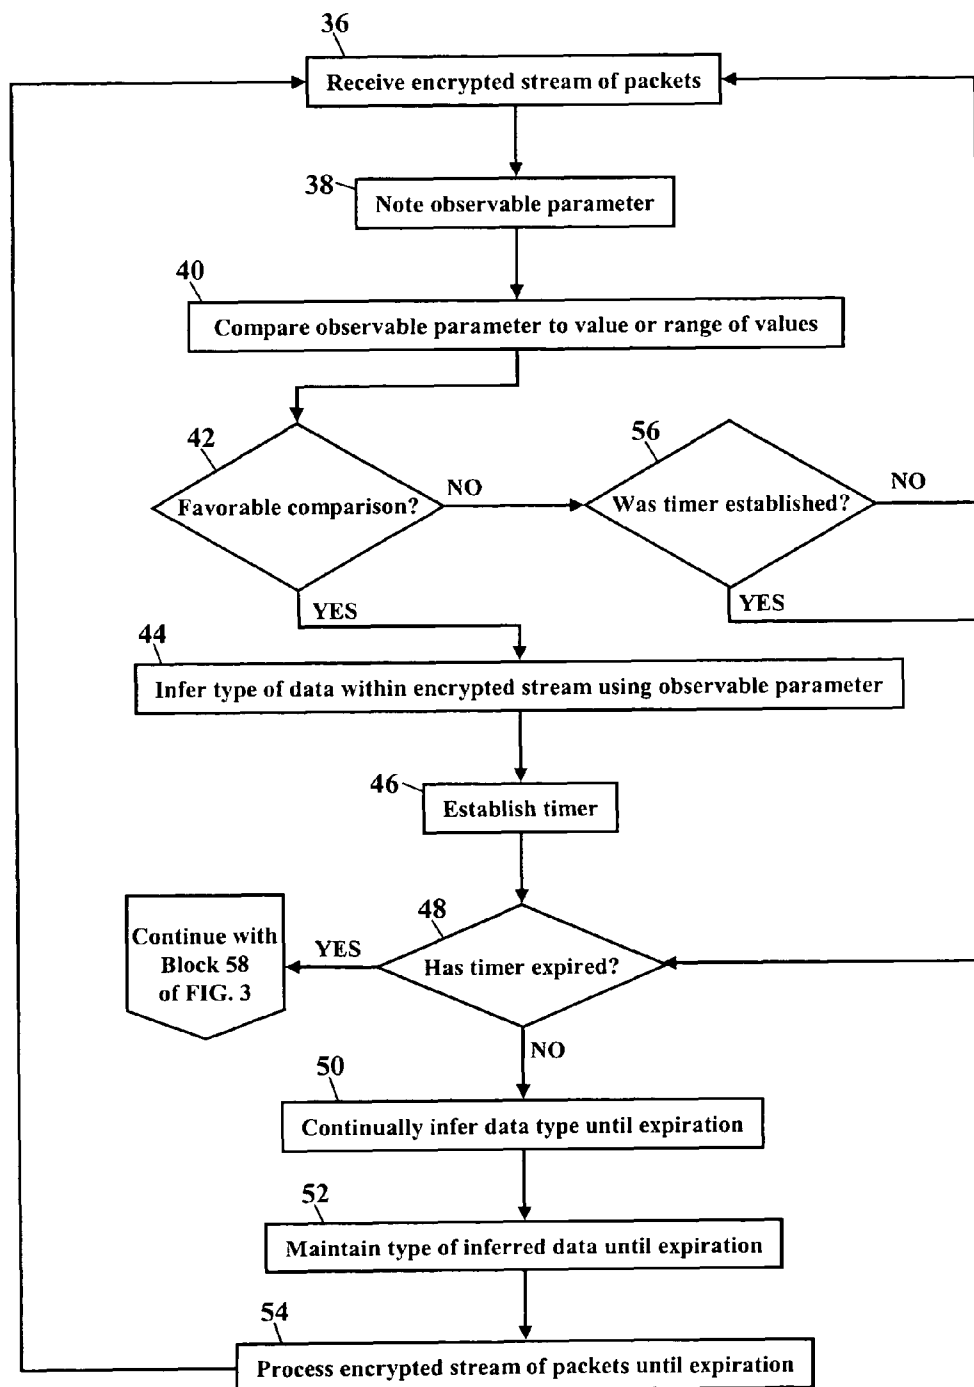 36
Receive encrypted stream of packets
38
Note observable parameter
40
Compare observable parameter to value or range of values
42
Favorable comparison?
NO
56
Was timer established?
NO
YES
YES
44
Infer type of data within encrypted stream using observable parameter
46
Establish timer
48
Has timer expired?
YES
Continue with
Block 58
of FIG. 3
NO
50
Continually infer data type until expiration
52
Maintain type of inferred data until expiration
54
Process encrypted stream of packets until expiration